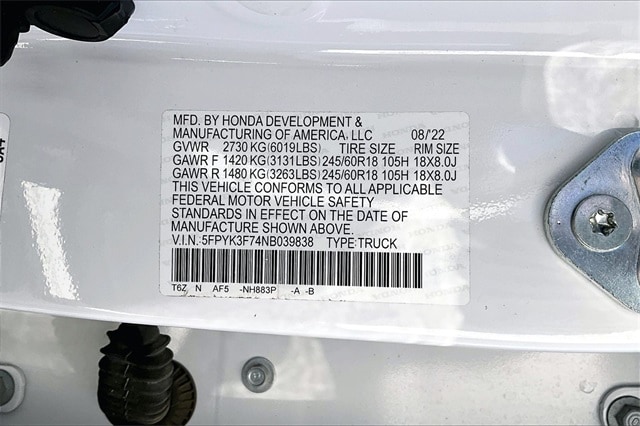 MFD. BY HONDA DEVELOPMENT &
MANUFACTURING OF AMERICA, LLC 08/'22
GVWR 2730 KG(6019LBS) TIRE SIZE RIM SIZE
GAWR F 1420 KG(3131LBS) 245/60R18 105H 18X8.0J
GAWR R 1480 KG(3263LBS) 245/60R18 105H 18X8.0J
THIS VEHICLE CONFORMS TO ALL APPLICABLE
FEDERAL MOTOR VEHICLE SAFETY
STANDARDS IN EFFECT ON THE DATE OF
MANUFACTURE SHOWN ABOVE.
V.I.N.:5FPYK3F74NB039838 TYPE:TRUCK
T6Z N AF5 -NH883P -A -B